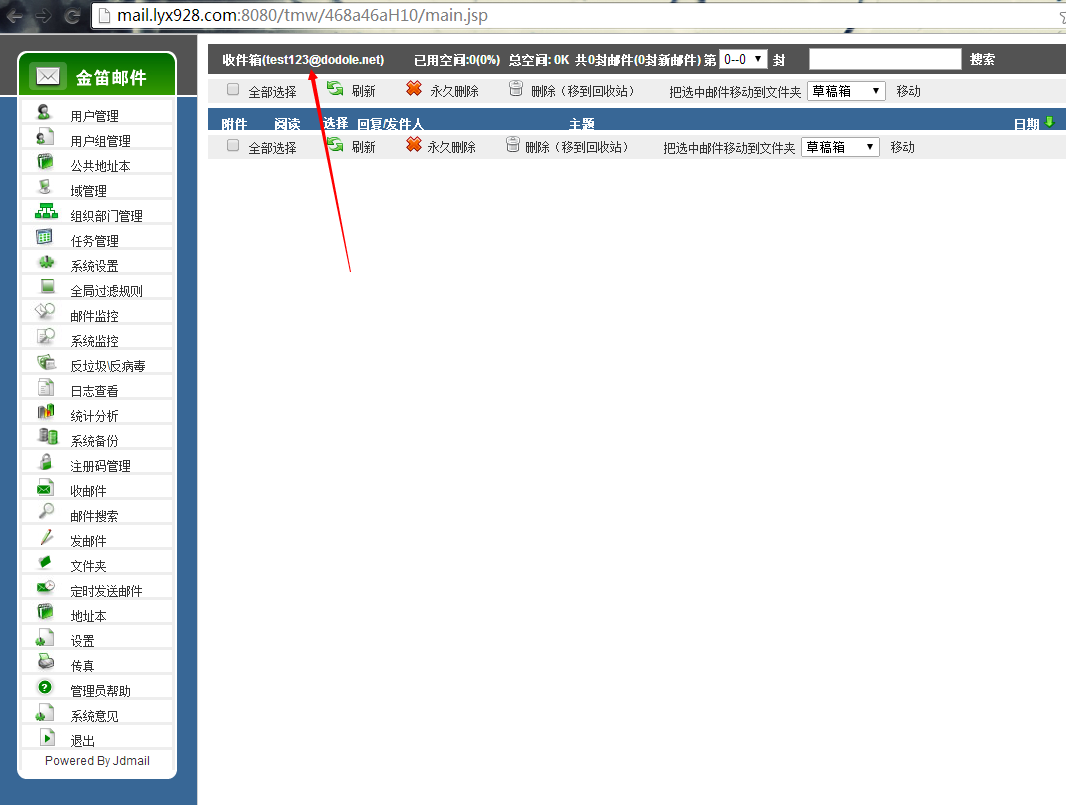 mail.lyx928.com:8080/tmw/468a46aH10/main.jsp
金笛邮件
用户管理
用户组管理
公共地址本
域管理
组织部门管理
任务管理
系统设置
全局过滤规则
邮件监控
系统监控
反垃圾\反病毒
日志查看
统计分析
系统备份
注册码管理
收邮件
邮件搜索
发邮件
文件夹
定时发送邮件
地址本
设置
传真
管理员帮助
系统意见
退出
Powered By Jdmail
收件箱(test123@dodole.net) 已用空间:0(0%) 总空间: 0K 共0封邮件(0封新邮件) 第 0--0 封 搜索
全部选择 刷新 永久删除 删除（移到回收站） 把选中邮件移动到文件夹 草稿箱 移动
附件 阅读 选择 回复/发件人 主题 日期
全部选择 刷新 永久删除 删除（移到回收站） 把选中邮件移动到文件夹 草稿箱 移动